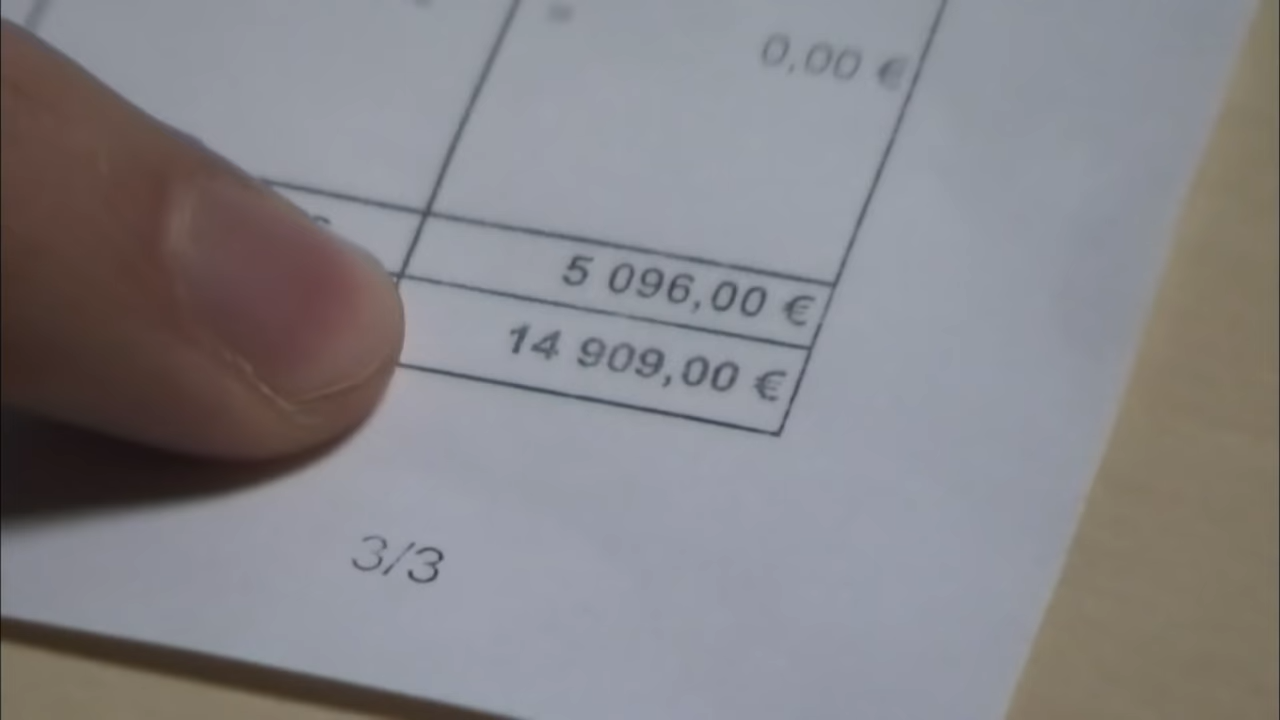 0,00 €
5 096,00 €
14 909,00 €
3/3